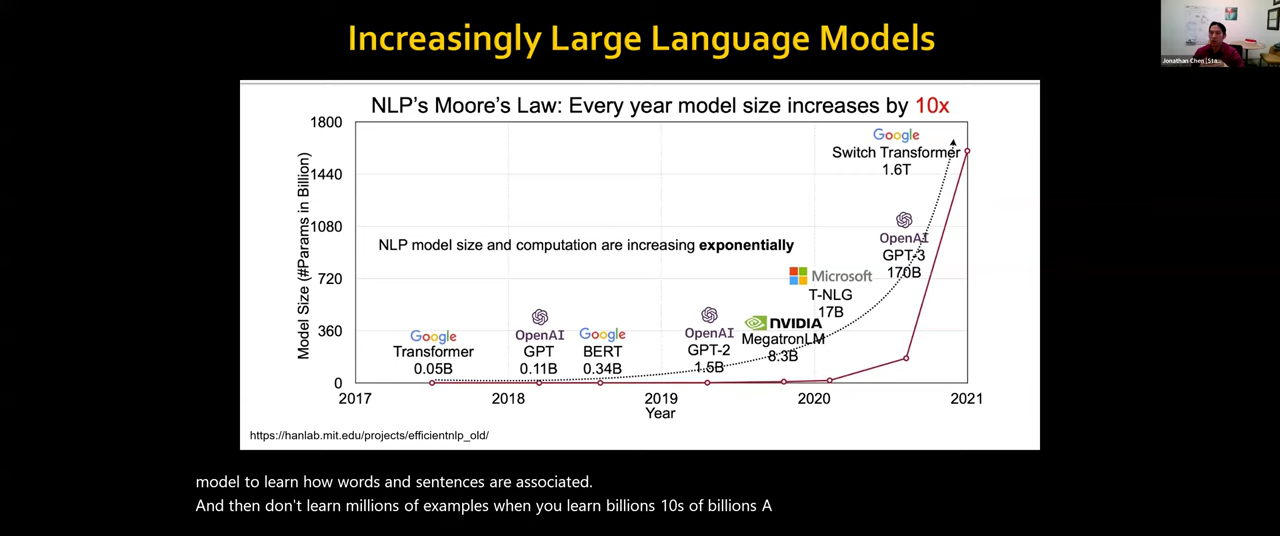 Increasingly Large Language Models
Jonathan Chen (Sta...
NLP's Moore's Law: Every year model size increases by 10x
Model Size (#Params in Billion)
1800
1440
1080
720
360
0
Google
Switch Transformer
1.6T
NLP model size and computation are increasing exponentially
OpenAI
GPT-3
170B
Microsoft
T-NLG
17B
NVIDIA
MegatronLM
8.3B
OpenAI
GPT-2
1.5B
Google
BERT
0.34B
OpenAI
GPT
0.11B
Google
Transformer
0.05B
2017 2018 2019 2020 2021
Year
https://hanlab.mit.edu/projects/efficientnlp_old/
model to learn how words and sentences are associated.
And then don't learn millions of examples when you learn billions 10s of billions A